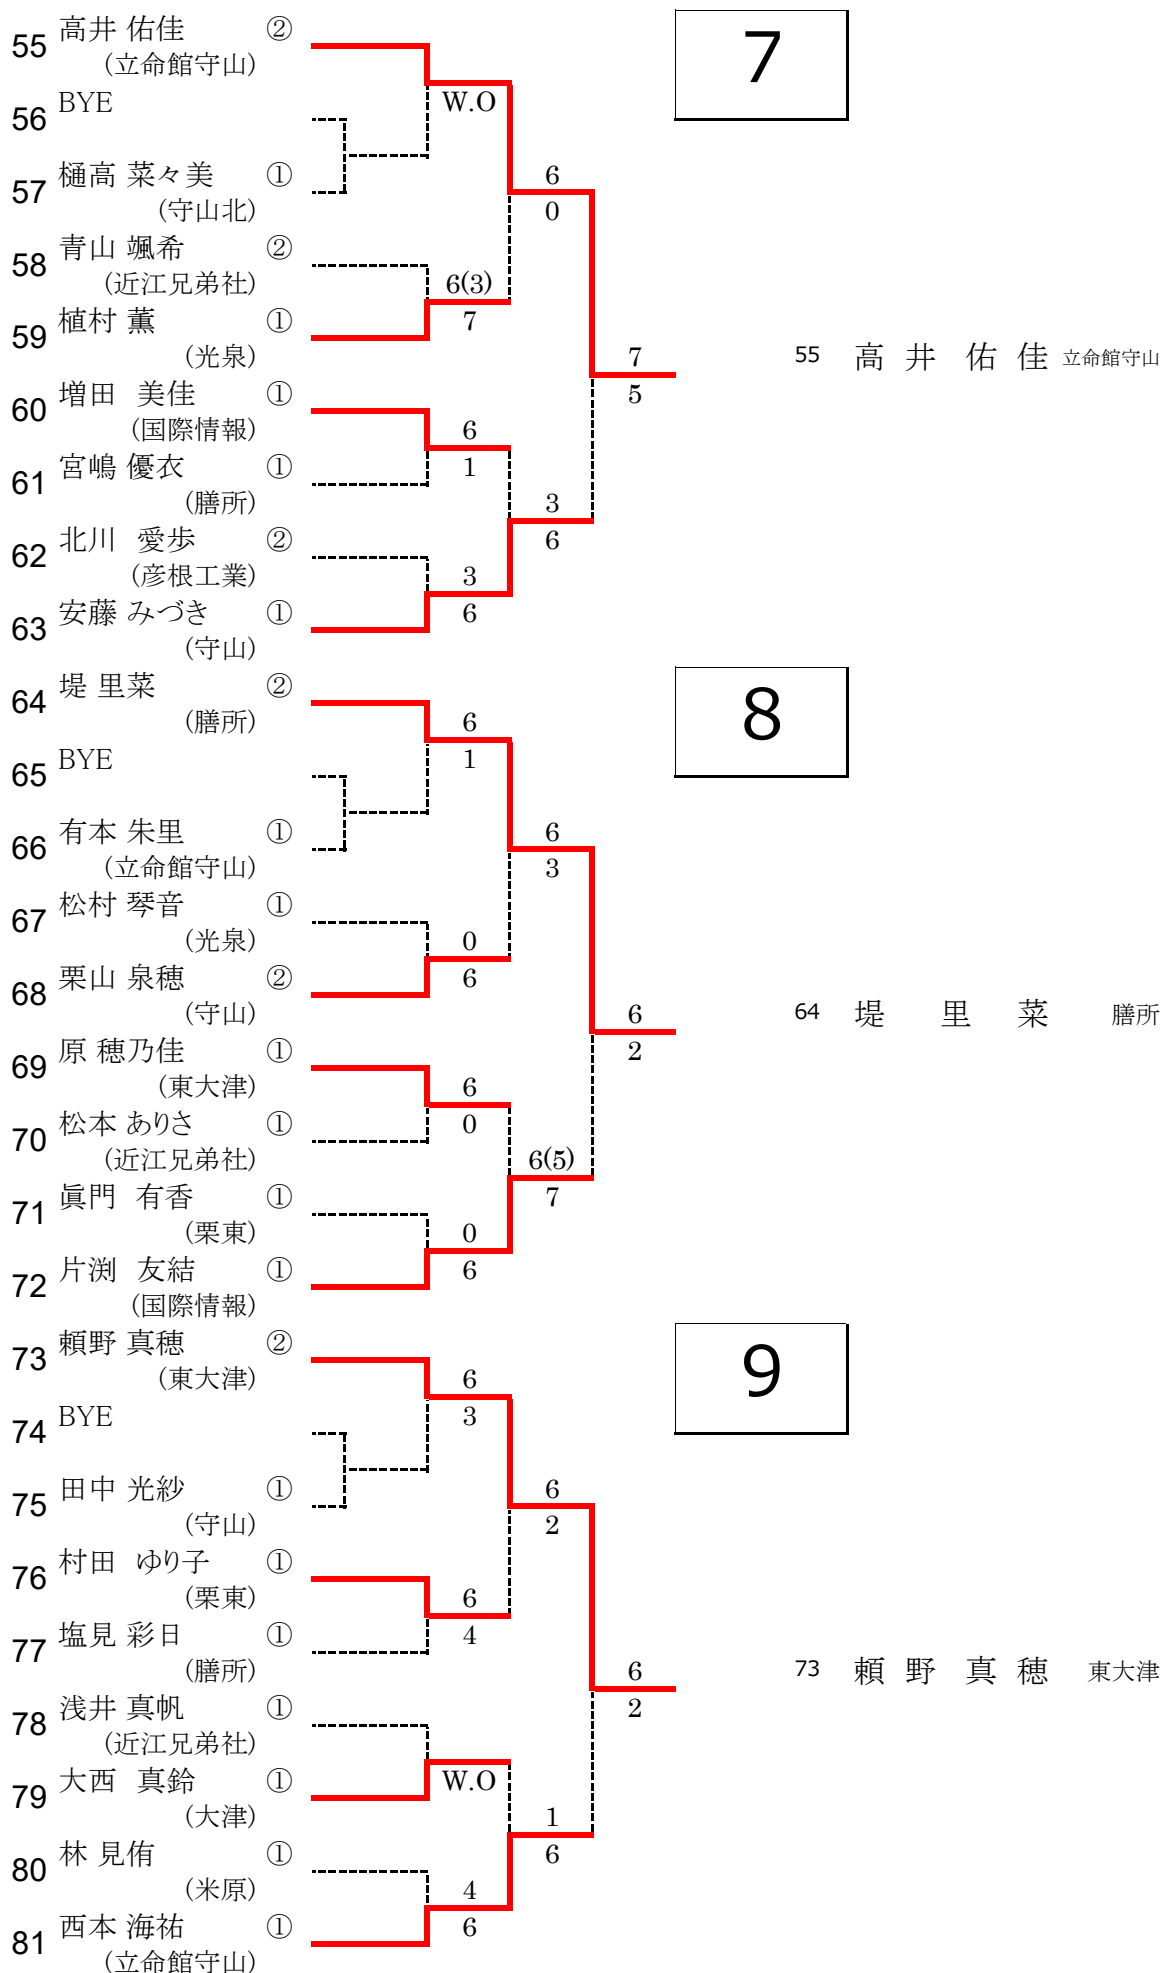 55 高井 佑佳 ②
(立命館守山)
7
W.O
56 BYE
57 樋高 菜々美 ①
(守山北)
6
0
58 青山 颯希 ②
(近江兄弟社)
6(3)
7
59 植村 薫 ①
(光泉)
7
5
55 高井 佑佳 立命館守山
60 増田 美佳 ①
(国際情報)
6
1
61 宮嶋 優衣 ①
(膳所)
3
6
62 北川 愛歩 ②
(彦根工業)
3
6
63 安藤 みづき ①
(守山)
64 堤 里菜 ②
(膳所)
8
6
1
65 BYE
66 有本 朱里 ①
(立命館守山)
6
3
67 松村 琴音 ①
(光泉)
0
6
68 栗山 泉穂 ②
(守山)
6
2
64 堤 里菜 膳所
69 原 穂乃佳 ①
(東大津)
6
0
70 松本 ありさ ①
(近江兄弟社)
6(5)
7
71 眞門 有香 ①
(栗東)
0
6
72 片渕 友結 ①
(国際情報)
73 頼野 真穂 ②
(東大津)
9
6
3
74 BYE
75 田中 光紗 ①
(守山)
6
2
76 村田 ゆり子 ①
(栗東)
6
4
77 塩見 彩日 ①
(膳所)
6
2
73 頼野 真穂 東大津
78 浅井 真帆 ①
(近江兄弟社)
W.O
79 大西 真鈴 ①
(大津)
1
6
80 林 見侑 ①
(米原)
4
6
81 西本 海祐 ①
(立命館守山)